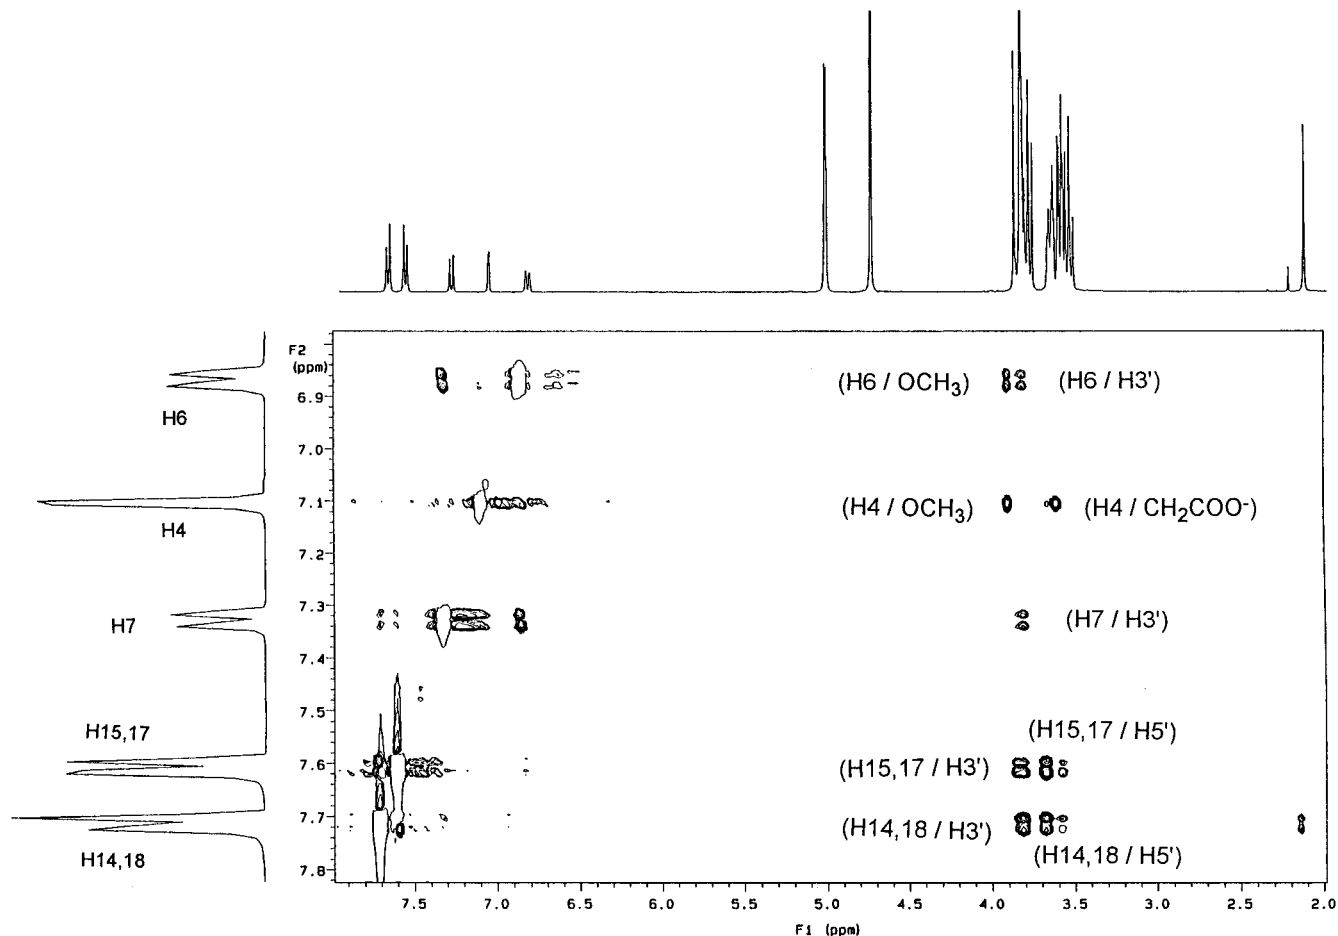 F2
(ppm)
6.9
7.0
7.1
7.2
7.3
7.4
7.5
7.6
7.7
7.8
H6
H4
H7
H15,17
H14,18
(H6 / OCH₃) (H6 / H3')
(H4 / OCH₃) (H4 / CH₂COO⁻)
(H7 / H3')
(H15,17 / H5')
(H15,17 / H3')
(H14,18 / H3')
(H14,18 / H5')
7.5 7.0 6.5 6.0 5.5 5.0 4.5 4.0 3.5 3.0 2.5 2.0
F1 (ppm)